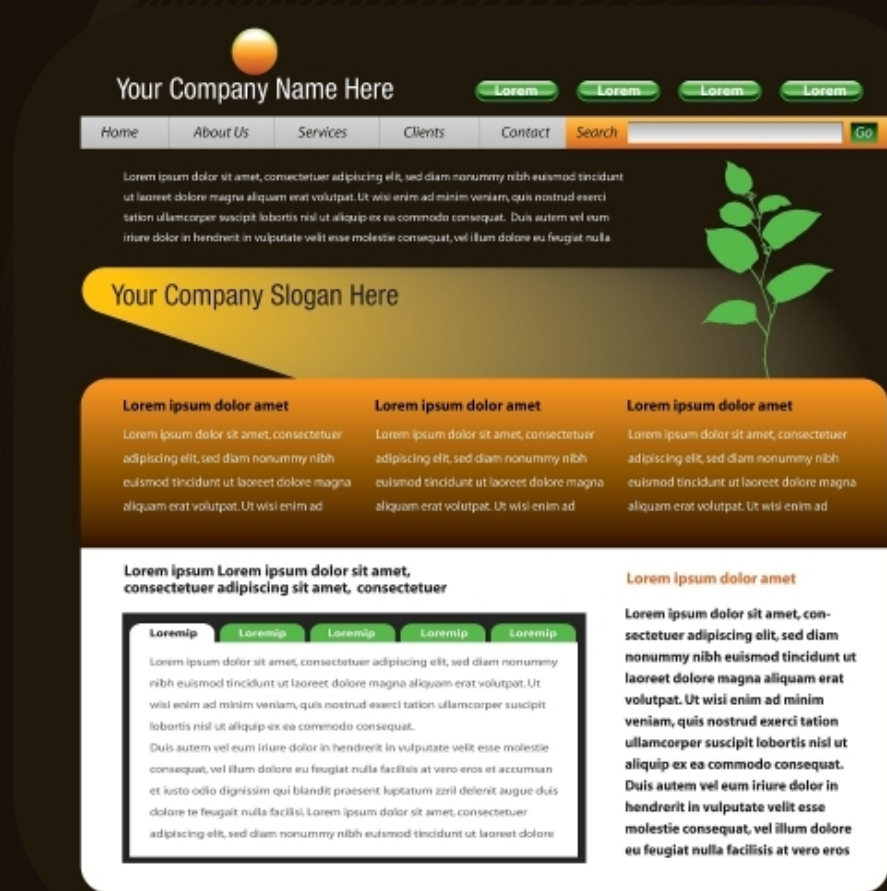 Your Company Name Here
Lorem Lorem Lorem Lorem
Home About Us Services Clients Contact Search Go
Lorem ipsum dolor sit amet, consectetuer adipiscing elit, sed diam nonummy nibh euismod tincidunt
ut laoreet dolore magna aliquam erat volutpat. Ut wisi enim ad minim veniam, quis nostrud exerci
tation ullamcorper suscipit lobortis nisl ut aliquip ex ea commodo consequat. Duis autem vel eum
iriure dolor in hendrerit in vulputate velit esse molestie consequat, vel illum dolore eu feugiat nulla
Your Company Slogan Here
Lorem ipsum dolor amet
Lorem ipsum dolor sit amet, consectetuer
adipiscing elit, sed diam nonummy nibh
euismod tincidunt ut laoreet dolore magna
aliquam erat volutpat. Ut wisi enim ad
Lorem ipsum dolor amet
Lorem ipsum dolor sit amet, consectetuer
adipiscing elit, sed diam nonummy nibh
euismod tincidunt ut laoreet dolore magna
aliquam erat volutpat. Ut wisi enim ad
Lorem ipsum dolor amet
Lorem ipsum dolor sit amet, consectetuer
adipiscing elit, sed diam nonummy nibh
euismod tincidunt ut laoreet dolore magna
aliquam erat volutpat. Ut wisi enim ad
Lorem ipsum Lorem ipsum dolor sit amet,
consectetuer adipiscing sit amet, consectetuer
Loremip Loremip Loremip Loremip Loremip
Lorem ipsum dolor sit amet, consectetuer adipiscing elit, sed diam nonummy
nibh euismod tincidunt ut laoreet dolore magna aliquam erat volutpat. Ut
wisi enim ad minim veniam, quis nostrud exerci tation ullamcorper suscipit
lobortis nisl ut aliquip ex ea commodo consequat.
Duis autem vel eum iriure dolor in hendrerit in vulputate velit esse molestie
consequat, vel illum dolore eu feugiat nulla facilisis at vero eros et accumsan
et iusto odio dignissim qui blandit praesent luptatum zzril delenit augue duis
dolore te feugait nulla facilisi. Lorem ipsum dolor sit amet, consectetuer
adipiscing elit, sed diam nonummy nibh euismod tincidunt ut laoreet dolore
Lorem ipsum dolor amet
Lorem ipsum dolor sit amet, con-
sectetuer adipiscing elit, sed diam
nonummy nibh euismod tincidunt ut
laoreet dolore magna aliquam erat
volutpat. Ut wisi enim ad minim
veniam, quis nostrud exerci tation
ullamcorper suscipit lobortis nisl ut
aliquip ex ea commodo consequat.
Duis autem vel eum iriure dolor in
hendrerit in vulputate velit esse
molestie consequat, vel illum dolore
eu feugiat nulla facilisis at vero eros